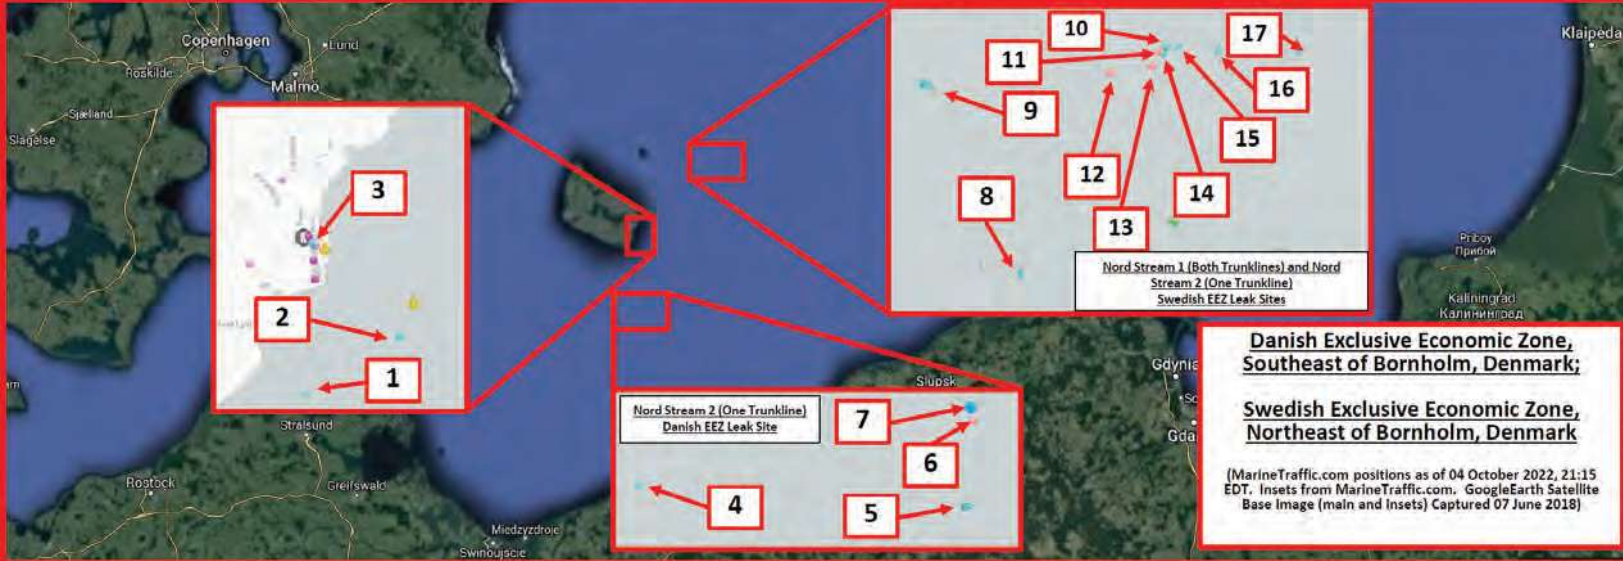 Copenhagen
Lund
Roskilde
Malmö
Sjælland
Slagelse
Klaipeda
3
2
1
10
17
11
16
9
15
12
14
8
13
Nord Stream 1 (Both Trunklines) and Nord
Stream 2 (One Trunkline)
Swedish EEZ Leak Sites
Priboy
Прибой
Kaliningrad
Калининград
Gdynia
Gda
Słupsk
Nord Stream 2 (One Trunkline)
Danish EEZ Leak Site
7
6
4
5
Stralsund
Rostock
Greifswald
Miedzyzdroje
Swinoujscie
Danish Exclusive Economic Zone,
Southeast of Bornholm, Denmark;
Swedish Exclusive Economic Zone,
Northeast of Bornholm, Denmark
(MarineTraffic.com positions as of 04 October 2022, 21:15
EDT. Insets from MarineTraffic.com. GoogleEarth Satellite
Base Image (main and Insets) Captured 07 June 2018)